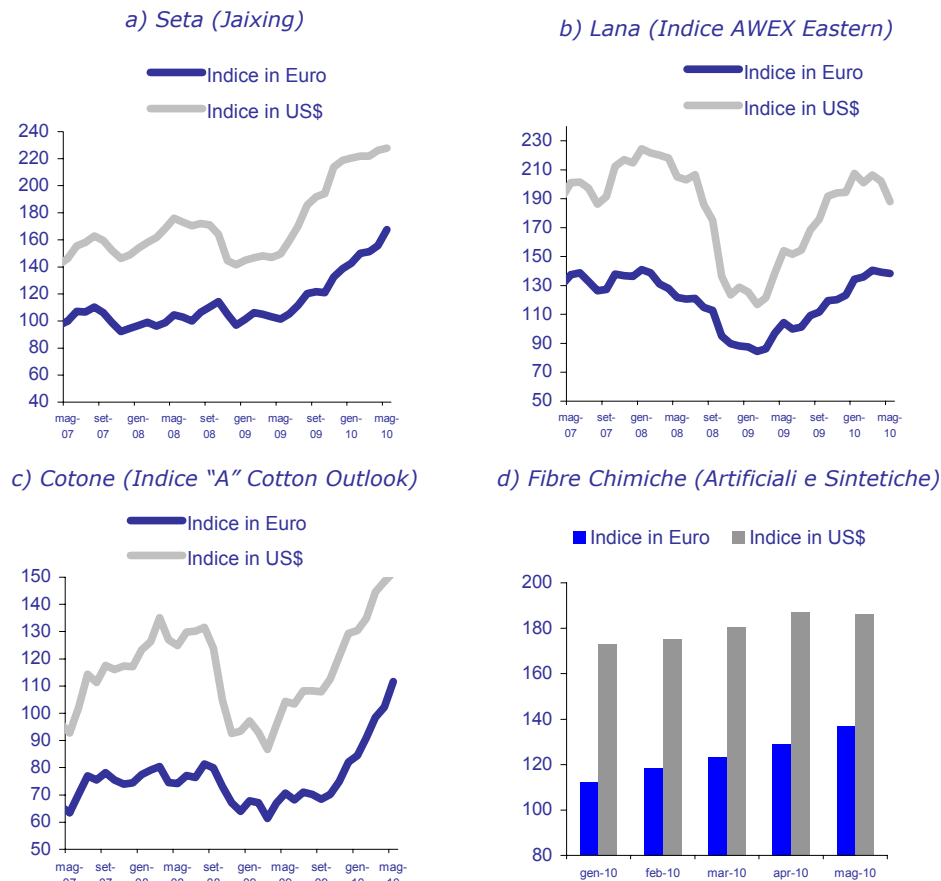 a) Seta (Jaixing)
Indice in Euro
Indice in US$
240
220
200
180
160
140
120
100
80
60
40
mag- set- gen- mag- set- gen- mag- set- gen- mag-
07 07 08 08 08 09 09 09 10 10
b) Lana (Indice AWEX Eastern)
Indice in Euro
Indice in US$
230
210
190
170
150
130
110
90
70
50
mag- set- gen- mag- set- gen- mag- set- gen- mag-
07 07 08 08 08 09 09 09 10 10
c) Cotone (Indice “A” Cotton Outlook)
Indice in Euro
Indice in US$
150
140
130
120
110
100
90
80
70
60
50
mag- set- gen- mag- set- gen- mag- set- gen- mag-
d) Fibre Chimiche (Artificiali e Sintetiche)
Indice in Euro Indice in US$
200
180
160
140
120
100
80
gen-10 feb-10 mar-10 apr-10 mag-10